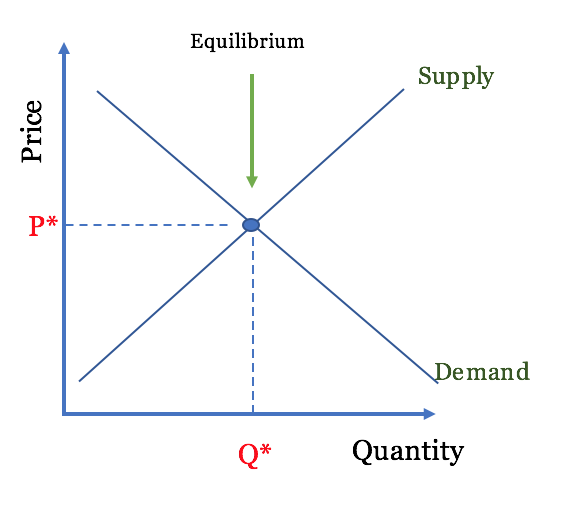 Equilibrium
Supply
Price
P*
Demand
Q*
Quantity